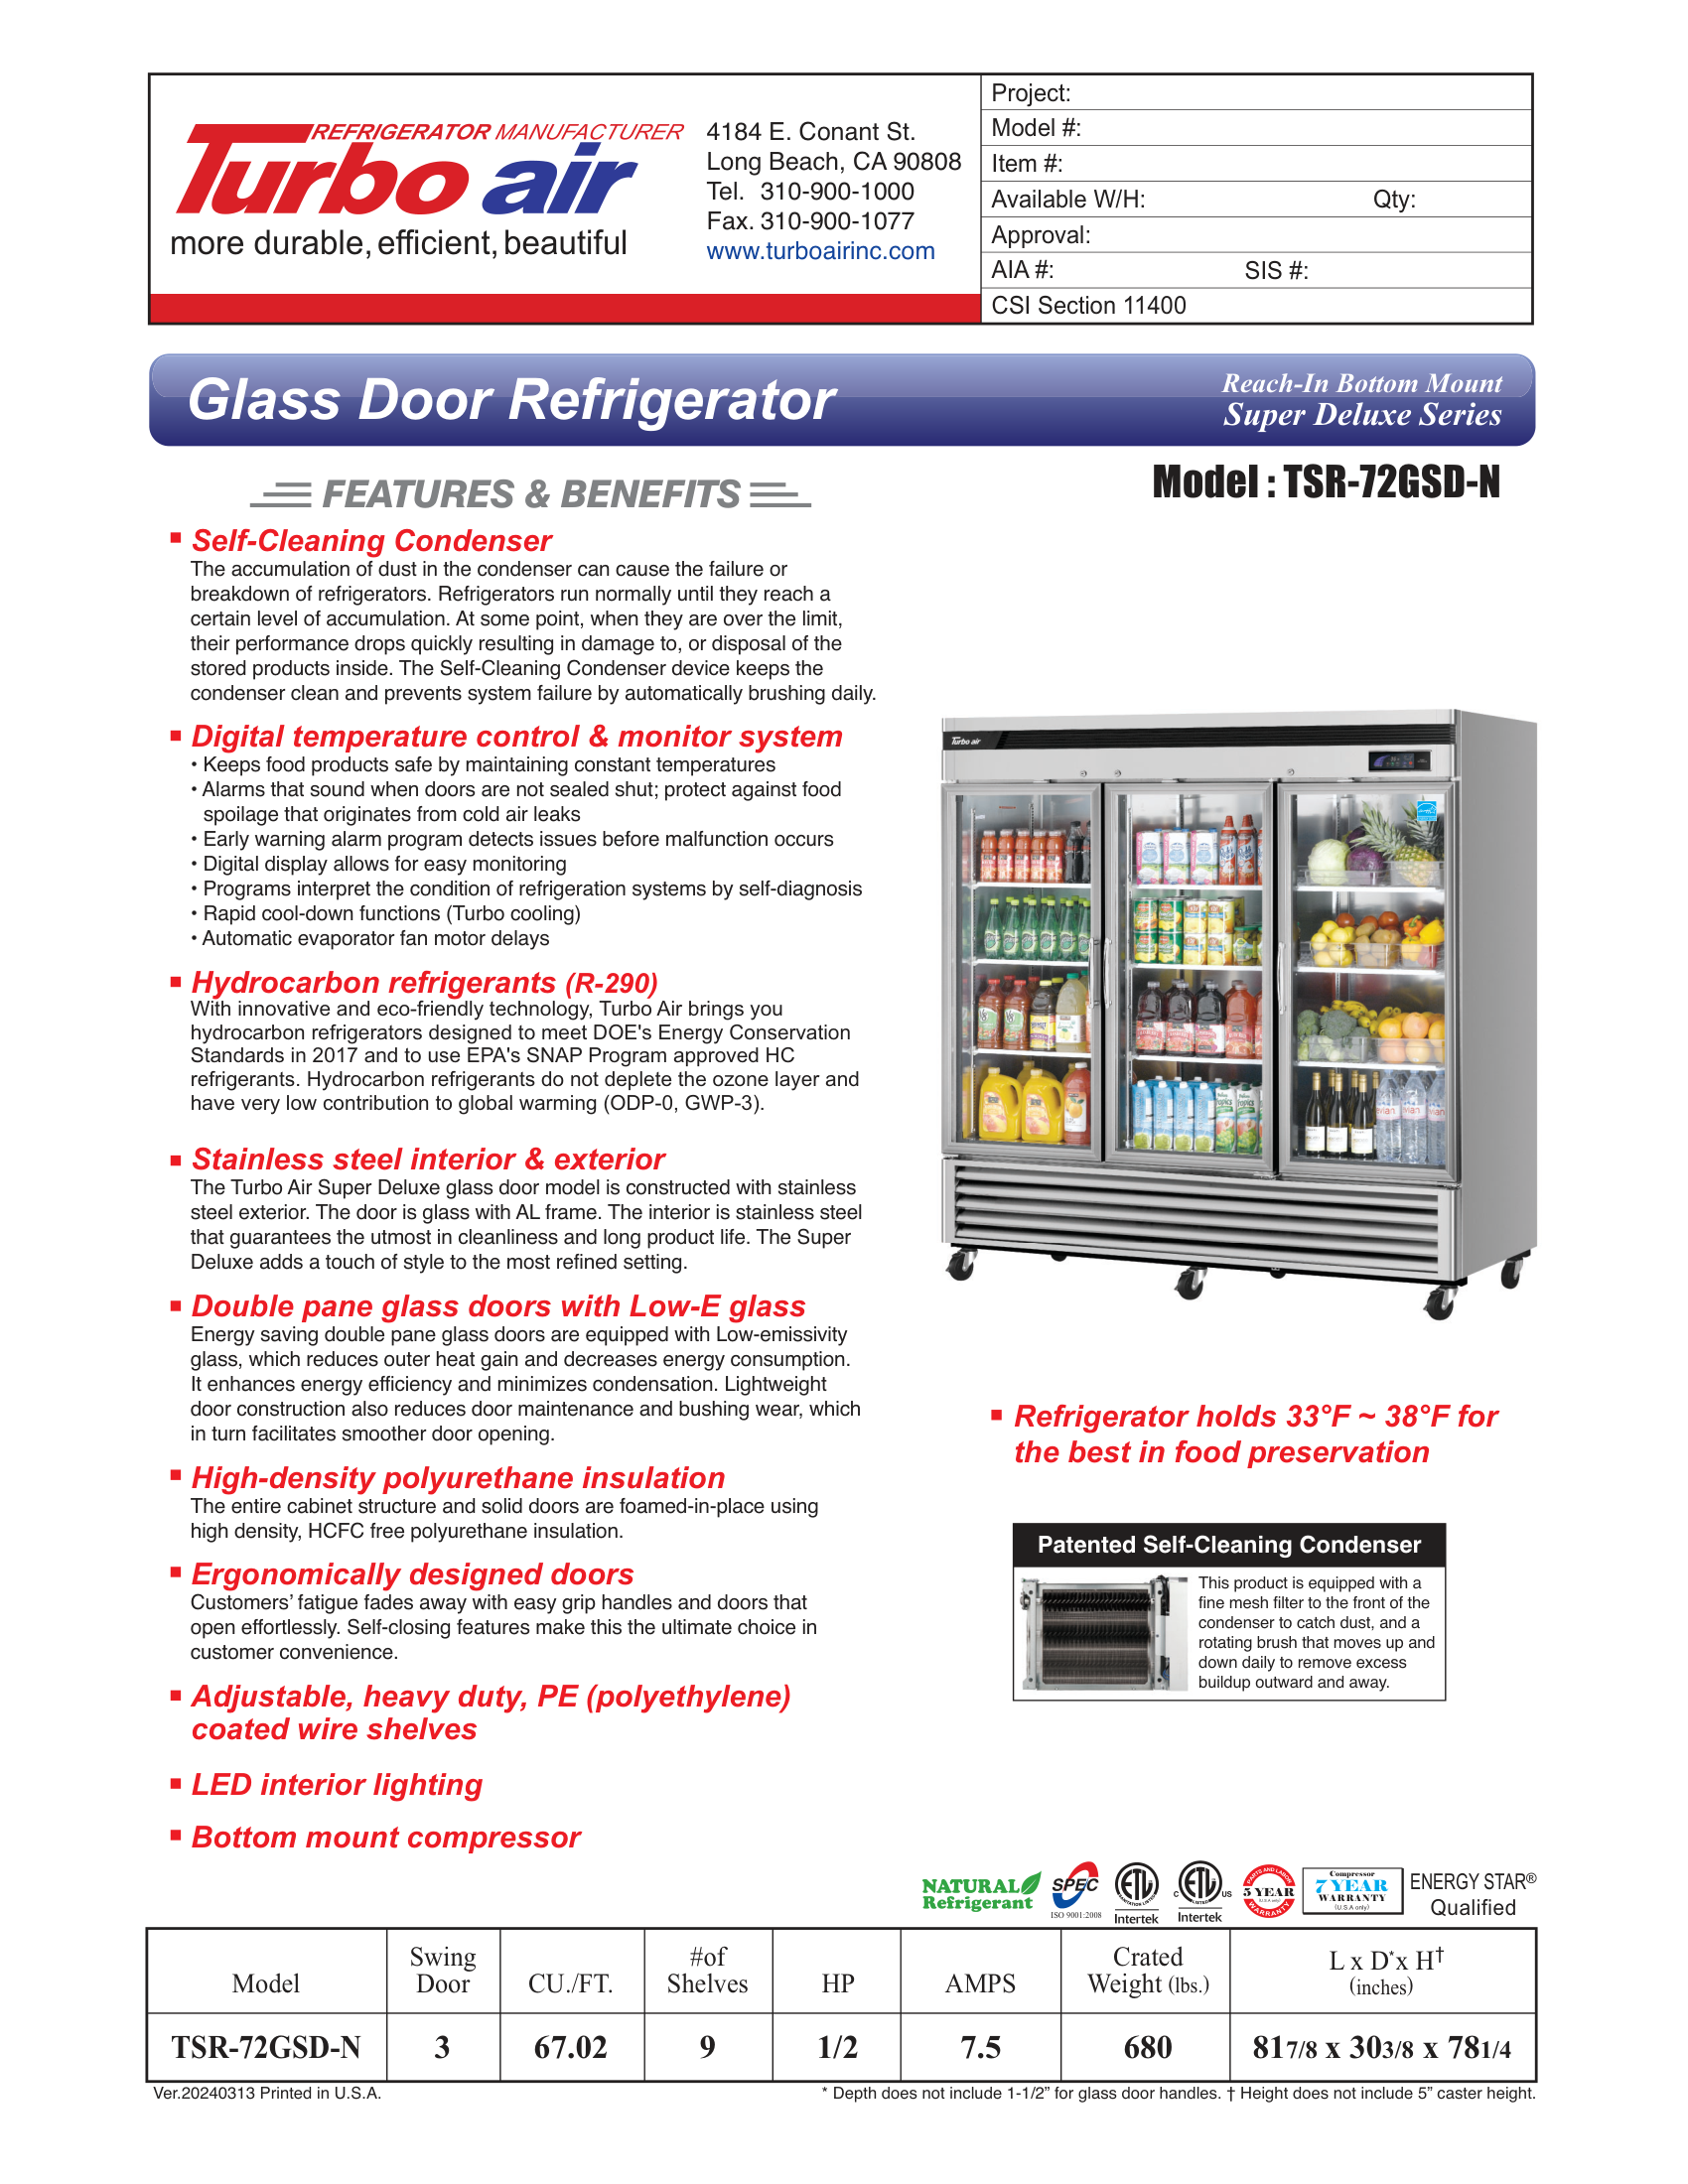 REFRIGERATOR MANUFACTURER
Turbo air
more durable, efficient, beautiful
4184 E. Conant St.
Long Beach, CA 90808
Tel. 310-900-1000
Fax. 310-900-1077
www.turboairinc.com
Project:
Model #:
Item #:
Available W/H: Qty:
Approval:
AIA #: SIS #:
CSI Section 11400
Glass Door Refrigerator
Reach-In Bottom Mount
Super Deluxe Series
FEATURES & BENEFITS
Model : TSR-72GSD-N
▪ Self-Cleaning Condenser
The accumulation of dust in the condenser can cause the failure or
breakdown of refrigerators. Refrigerators run normally until they reach a
certain level of accumulation. At some point, when they are over the limit,
their performance drops quickly resulting in damage to, or disposal of the
stored products inside. The Self-Cleaning Condenser device keeps the
condenser clean and prevents system failure by automatically brushing daily.
▪ Digital temperature control & monitor system
• Keeps food products safe by maintaining constant temperatures
• Alarms that sound when doors are not sealed shut; protect against food
spoilage that originates from cold air leaks
• Early warning alarm program detects issues before malfunction occurs
• Digital display allows for easy monitoring
• Programs interpret the condition of refrigeration systems by self-diagnosis
• Rapid cool-down functions (Turbo cooling)
• Automatic evaporator fan motor delays
▪ Hydrocarbon refrigerants (R-290)
With innovative and eco-friendly technology, Turbo Air brings you
hydrocarbon refrigerators designed to meet DOE's Energy Conservation
Standards in 2017 and to use EPA's SNAP Program approved HC
refrigerants. Hydrocarbon refrigerants do not deplete the ozone layer and
have very low contribution to global warming (ODP-0, GWP-3).
▪ Stainless steel interior & exterior
The Turbo Air Super Deluxe glass door model is constructed with stainless
steel exterior. The door is glass with AL frame. The interior is stainless steel
that guarantees the utmost in cleanliness and long product life. The Super
Deluxe adds a touch of style to the most refined setting.
▪ Double pane glass doors with Low-E glass
Energy saving double pane glass doors are equipped with Low-emissivity
glass, which reduces outer heat gain and decreases energy consumption.
It enhances energy efficiency and minimizes condensation. Lightweight
door construction also reduces door maintenance and bushing wear, which
in turn facilitates smoother door opening.
▪ High-density polyurethane insulation
The entire cabinet structure and solid doors are foamed-in-place using
high density, HCFC free polyurethane insulation.
▪ Ergonomically designed doors
Customers' fatigue fades away with easy grip handles and doors that
open effortlessly. Self-closing features make this the ultimate choice in
customer convenience.
▪ Adjustable, heavy duty, PE (polyethylene)
coated wire shelves
▪ LED interior lighting
▪ Bottom mount compressor
Turbo air
▪ Refrigerator holds 33°F ~ 38°F for
the best in food preservation
Patented Self-Cleaning Condenser
This product is equipped with a
fine mesh filter to the front of the
condenser to catch dust, and a
rotating brush that moves up and
down daily to remove excess
buildup outward and away.
NATURAL
Refrigerant
SPEC
ISO 9001:2008
ETL
SANITATION LISTED
Intertek
C ETL US
LISTED
Intertek
PARTS AND LABOR
5 YEAR
(U.S.A only)
WARRANTY
Compressor
7 YEAR
WARRANTY
(U.S.A only)
ENERGY STAR®
Qualified
Model | Swing Door | CU./FT. | #of Shelves | HP | AMPS | Crated Weight (lbs.) | L x D* x H† (inches)
TSR-72GSD-N | 3 | 67.02 | 9 | 1/2 | 7.5 | 680 | 817/8 x 303/8 x 781/4
Ver.20240313 Printed in U.S.A.
* Depth does not include 1-1/2” for glass door handles. † Height does not include 5” caster height.